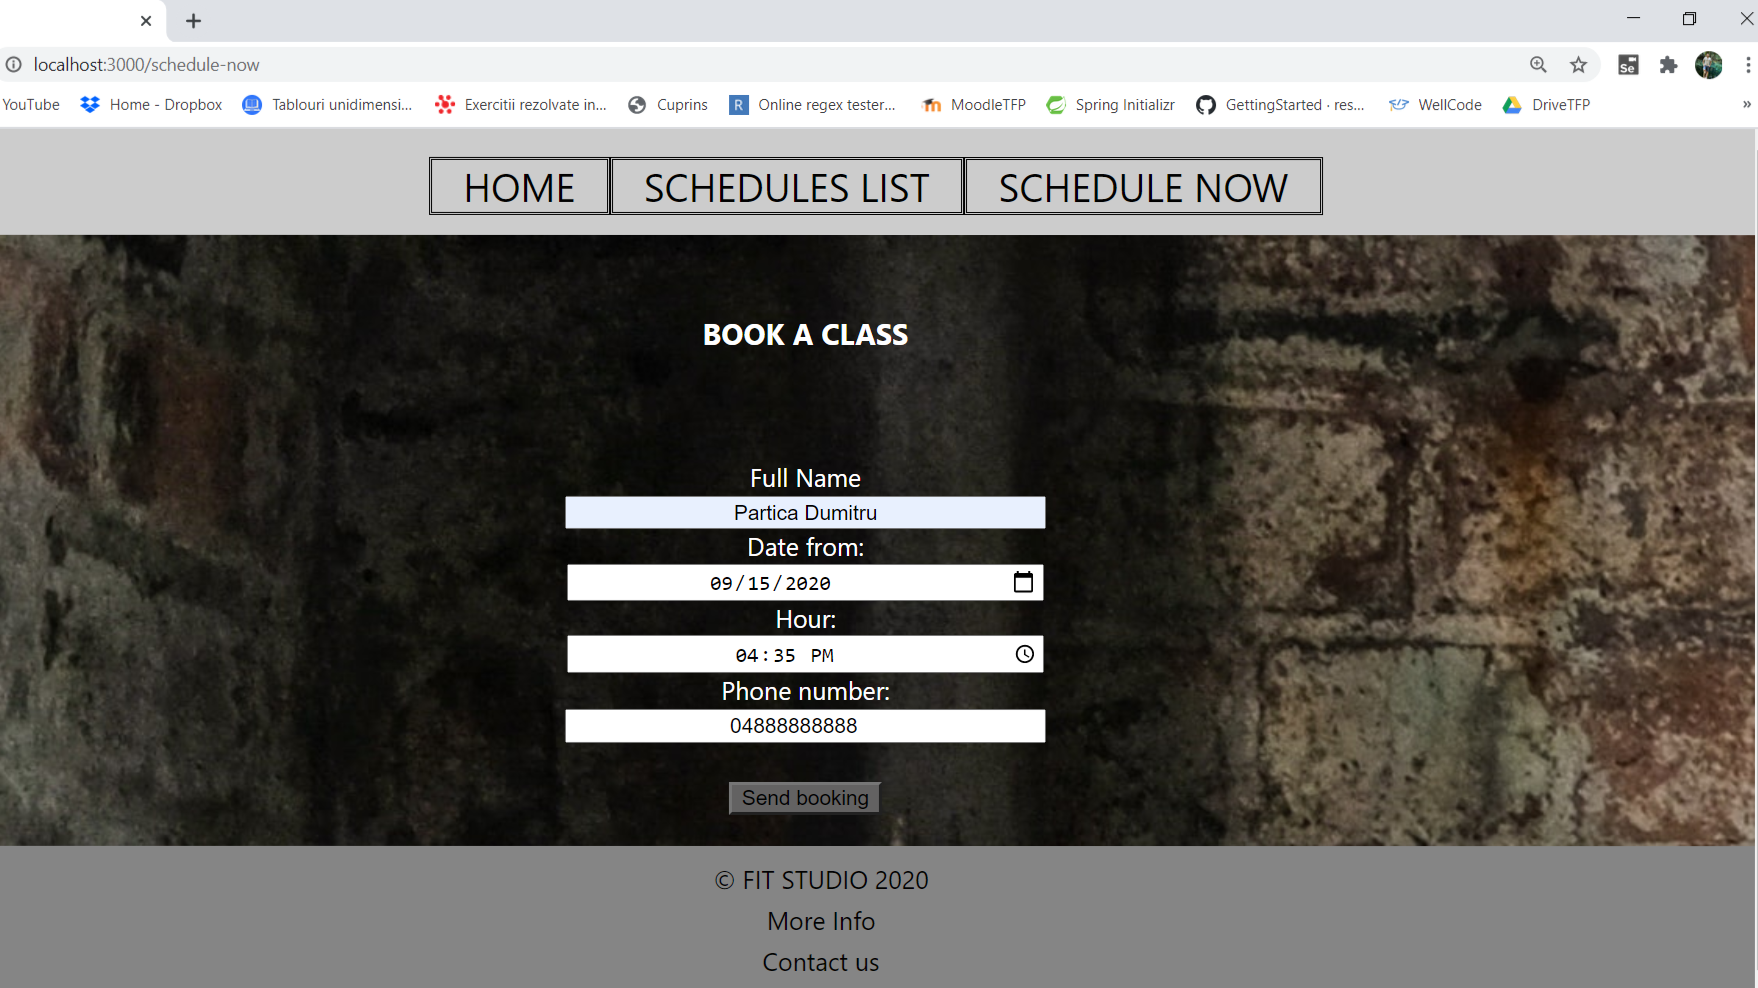 localhost:3000/schedule-now
Se
YouTube Home - Dropbox Tablouri unidimensi... Exercitii rezolvate in... Cuprins R Online regex tester... MoodleTFP Spring Initializr GettingStarted · res... WellCode DriveTFP »
HOME SCHEDULES LIST SCHEDULE NOW
BOOK A CLASS
Full Name
Partica Dumitru
Date from:
09/15/2020
Hour:
04:35 PM
Phone number:
04888888888
Send booking
© FIT STUDIO 2020
More Info
Contact us